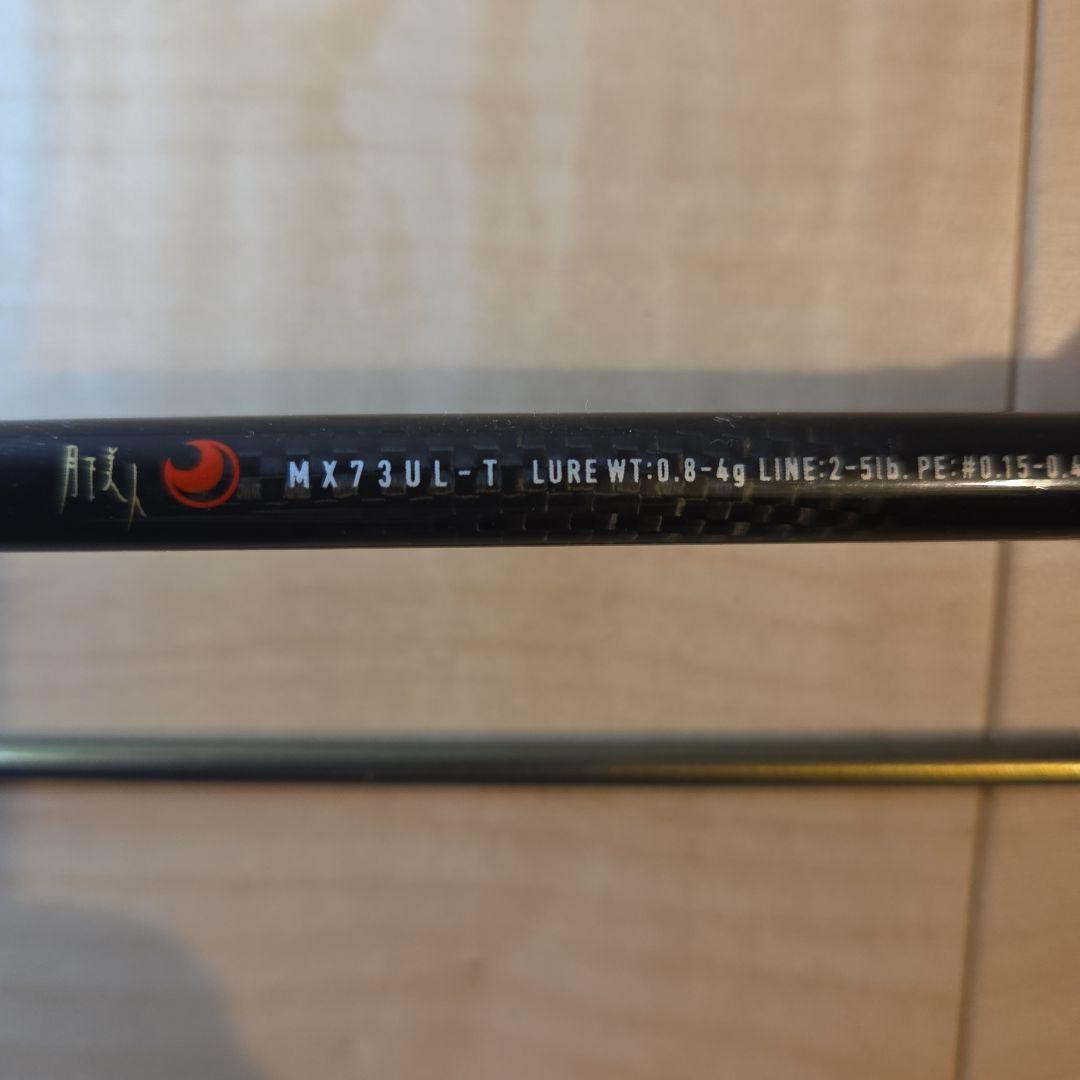 月下美人 MX73UL-T LURE WT:0.8-4g LINE:2-5lb. PE:#0.15-0.4